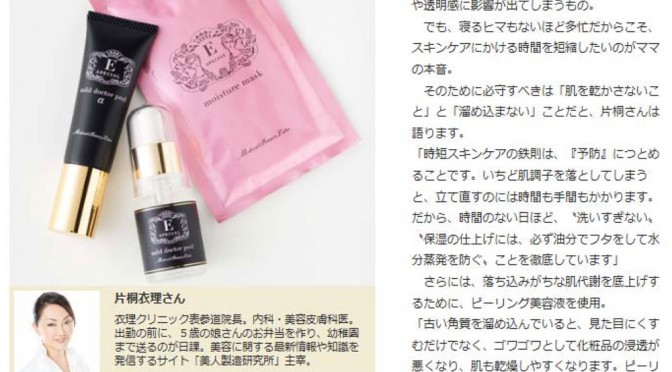 E
SPECIAL
mild doctor peel
α
E
SPECIAL
moisture mask
E
SPECIAL
mild doctor peel
片桐衣理さん
衣理クリニック表参道院長。内科・美容皮膚科医。
出勤の前に、５歳の娘さんのお弁当を作り、幼稚園
まで送るのが日課。美容に関する最新情報や知識を
発信するサイト「美人製造研究所」主宰。
や透明感に影響が出てしまうもの。
でも、寝るヒマもないほど多忙だからこそ、
スキンケアにかける時間を短縮したいのがママ
の本音。
そのために必守すべきは「肌を乾かさないこ
と」と「溜め込まない」ことだと、片桐さんは
語ります。
「時短スキンケアの鉄則は、『予防』につとめ
ることです。いちど肌調子を落としてしまう
と、立て直すのには時間も手間もかかります。
だから、時間のない日ほど、〝洗いすぎない〟
〝保湿の仕上げには、必ず油分でフタをして水
分蒸発を防ぐ〟ことを徹底しています」
さらには、落ち込みがちな肌代謝を底上げす
るために、ピーリング美容液を使用。
「古い角質を溜め込んでいると、見た目にくす
むだけでなく、ゴワゴワとして化粧品の浸透が
悪くなり、肌も乾燥しやすくなります。ピーリ